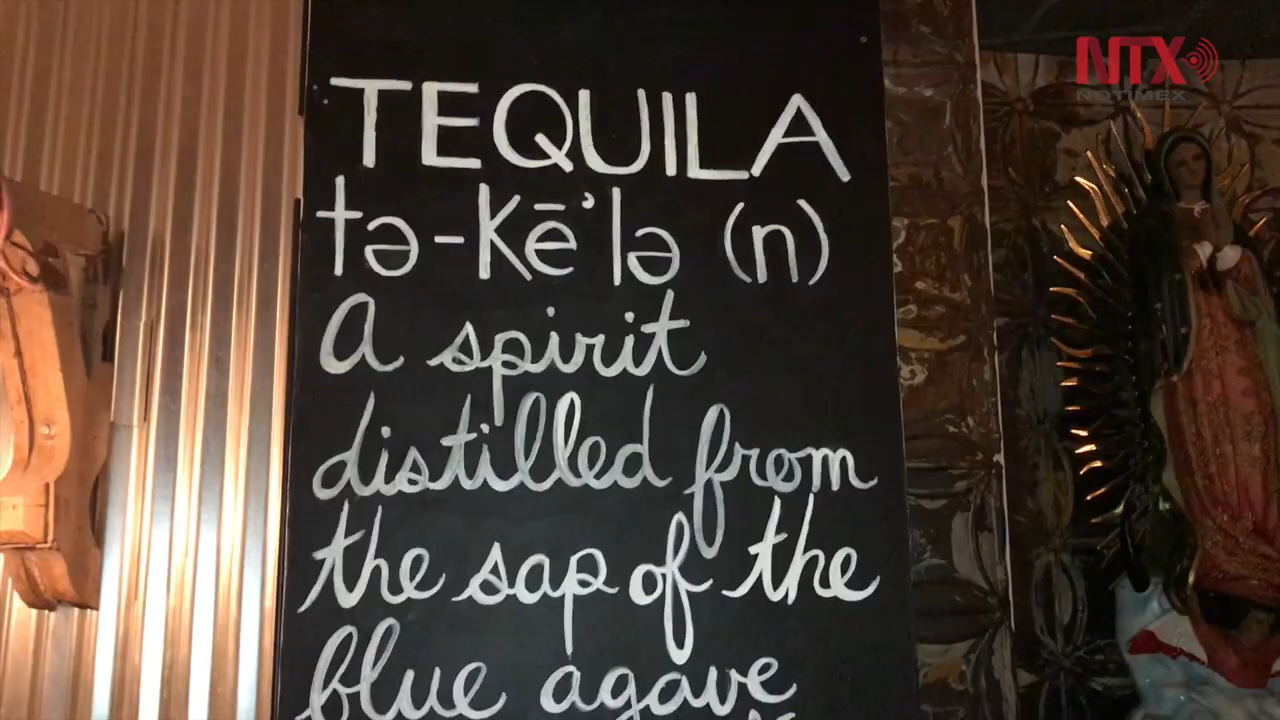 NTX
NOTIMEX
TEQUILA
tə-kē'lə (n)
A spirit
distilled from
the sap of the
blue agave